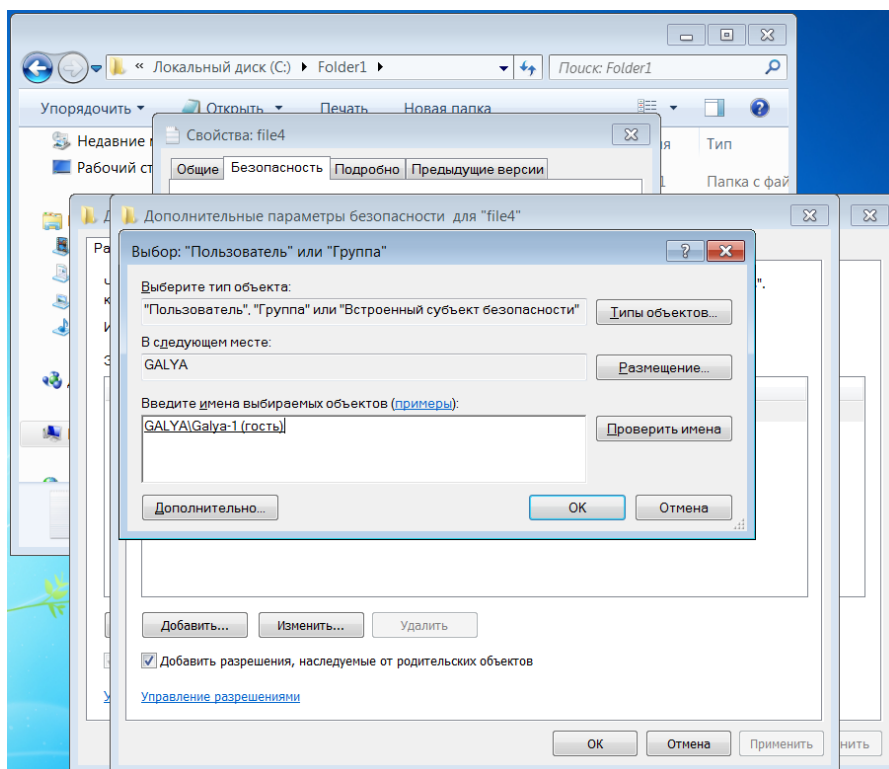 « Локальный диск (C:) Folder1
Поиск: Folder1
Упорядочить Открыть Печать Новая папка
Недавние
Тип
Рабочий ст
Папка с фай
Свойства: file4
Общие Безопасность Подробно Предыдущие версии
Дополнительные параметры безопасности для "file4"
Выбор: "Пользователь" или "Группа"
Выберите тип объекта:
"Пользователь", "Группа" или "Встроенный субъект безопасности"
Типы объектов...
В следующем месте:
GALYA
Размещение...
Введите имена выбираемых объектов (примеры):
GALYA\Galya-1 (гость)
Проверить имена
Дополнительно...
ОК
Отмена
Добавить... Изменить... Удалить
Добавить разрешения, наследуемые от родительских объектов
Управление разрешениями
ОК Отмена Применить нить